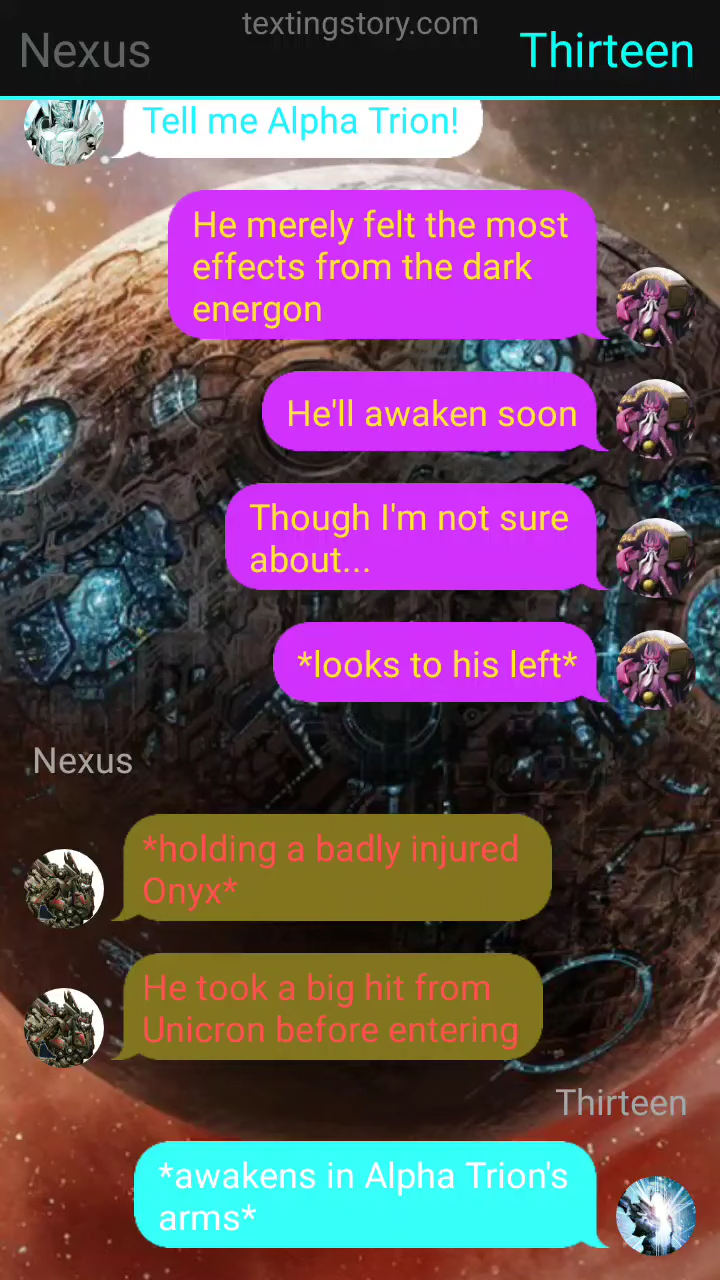 textingstory.com
Nexus
Thirteen
Tell me Alpha Trion!
He merely felt the most
effects from the dark
energon
He'll awaken soon
Though I'm not sure
about...
*looks to his left*
Nexus
*holding a badly injured
Onyx*
He took a big hit from
Unicron before entering
Thirteen
*awakens in Alpha Trion's
arms*